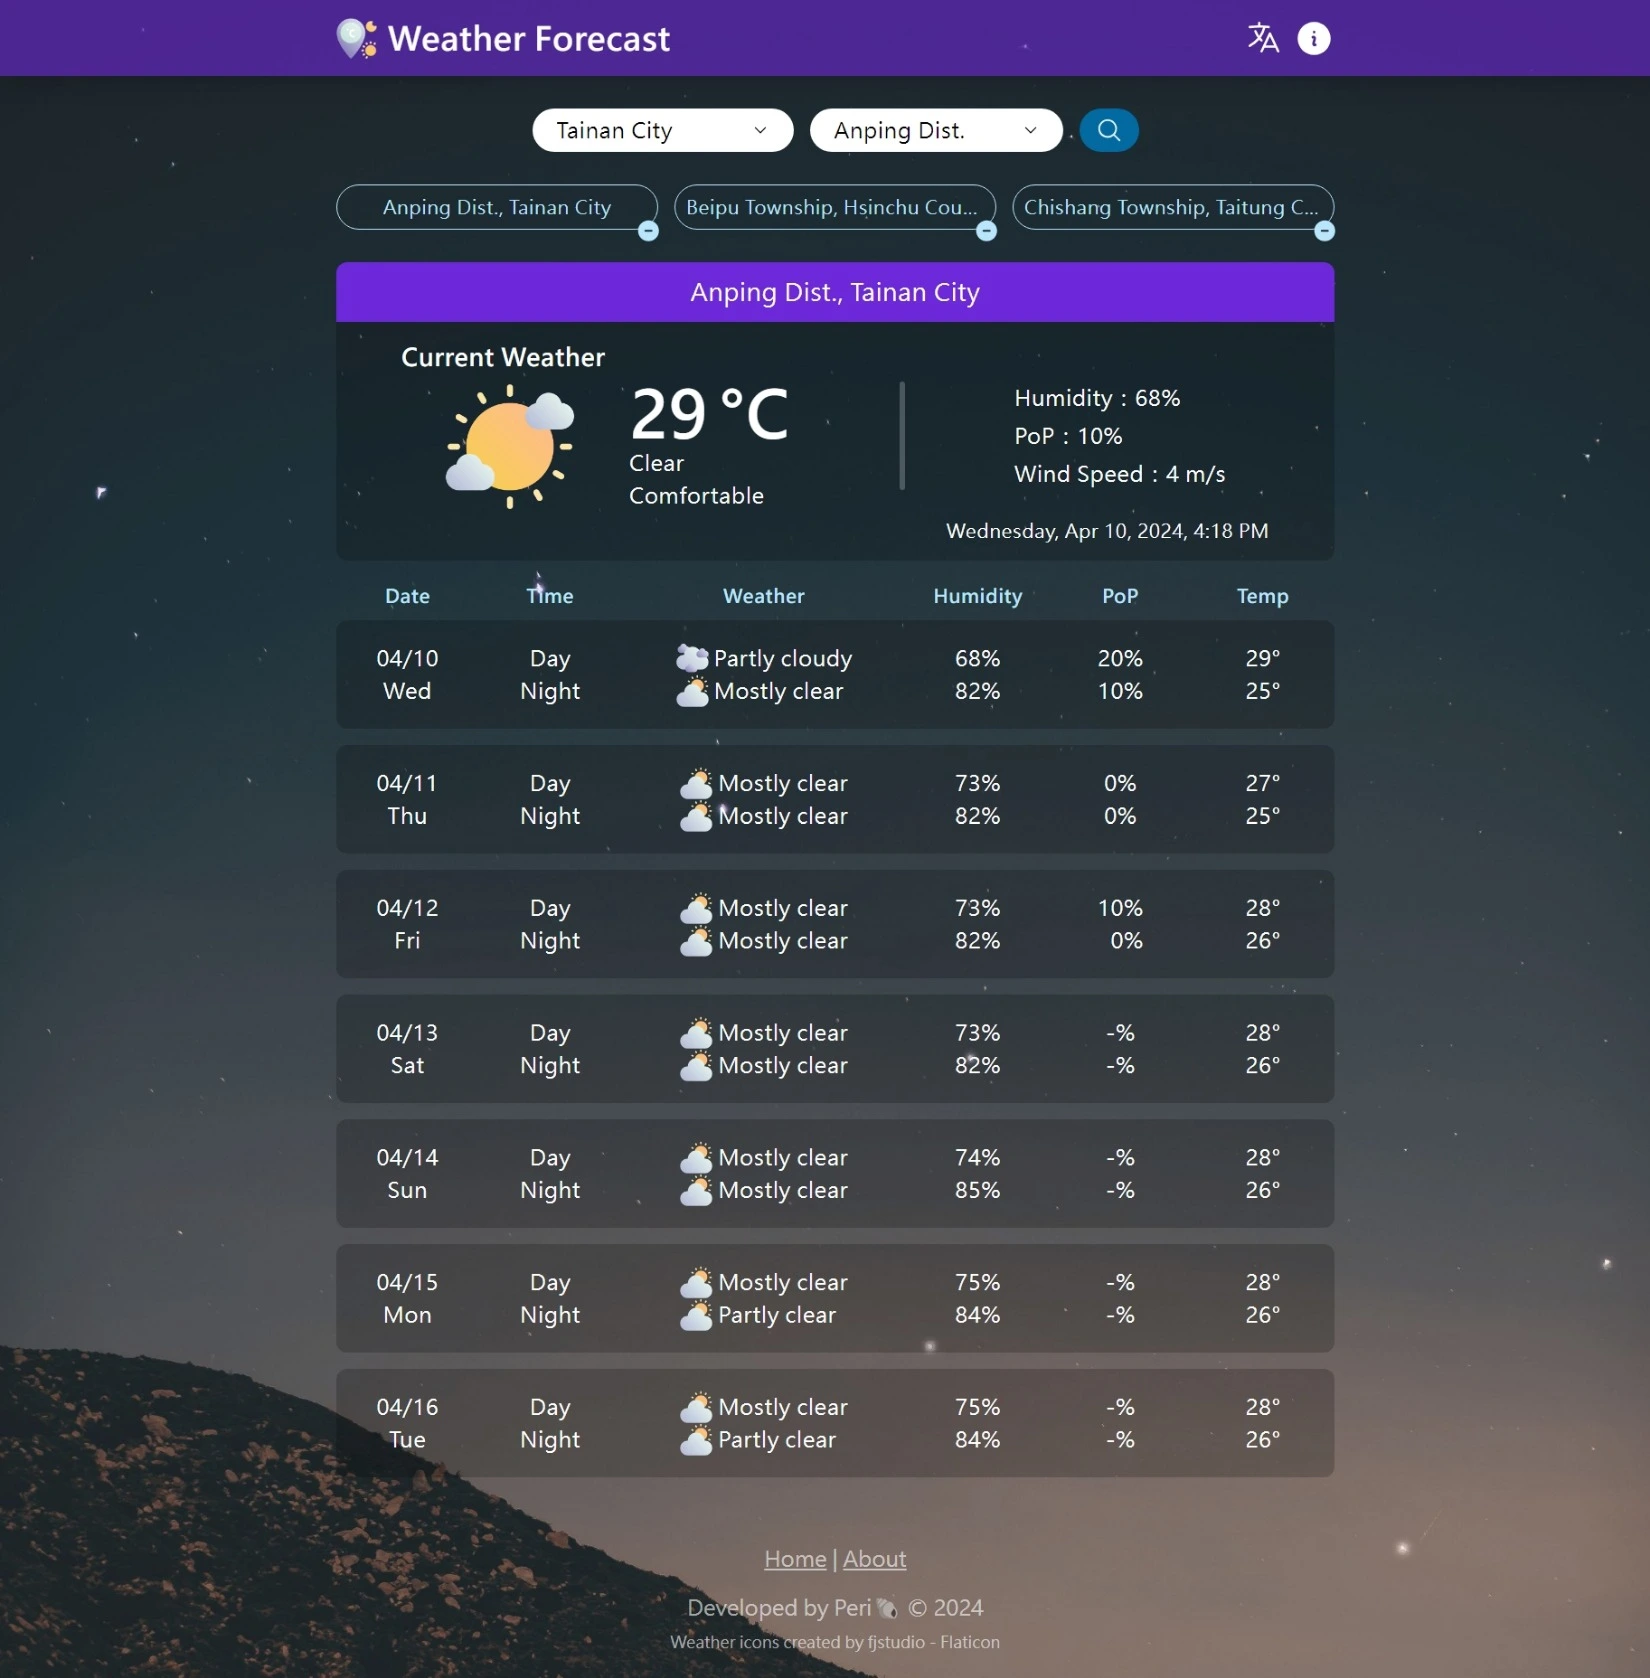 Weather Forecast
Tainan City Anping Dist.
Anping Dist., Tainan City Beipu Township, Hsinchu Cou... Chishang Township, Taitung C...
Anping Dist., Tainan City
Current Weather
29 °C
Clear
Comfortable
Humidity : 68%
PoP : 10%
Wind Speed : 4 m/s
Wednesday, Apr 10, 2024, 4:18 PM
Date Time Weather Humidity PoP Temp
04/10 Day Partly cloudy 68% 20% 29°
Wed Night Mostly clear 82% 10% 25°
04/11 Day Mostly clear 73% 0% 27°
Thu Night Mostly clear 82% 0% 25°
04/12 Day Mostly clear 73% 10% 28°
Fri Night Mostly clear 82% 0% 26°
04/13 Day Mostly clear 73% -% 28°
Sat Night Mostly clear 82% -% 26°
04/14 Day Mostly clear 74% -% 28°
Sun Night Mostly clear 85% -% 26°
04/15 Day Mostly clear 75% -% 28°
Mon Night Partly clear 84% -% 26°
04/16 Day Mostly clear 75% -% 28°
Tue Night Partly clear 84% -% 26°
Home | About
Developed by Peri🐚 © 2024
Weather icons created by fjstudio - Flaticon